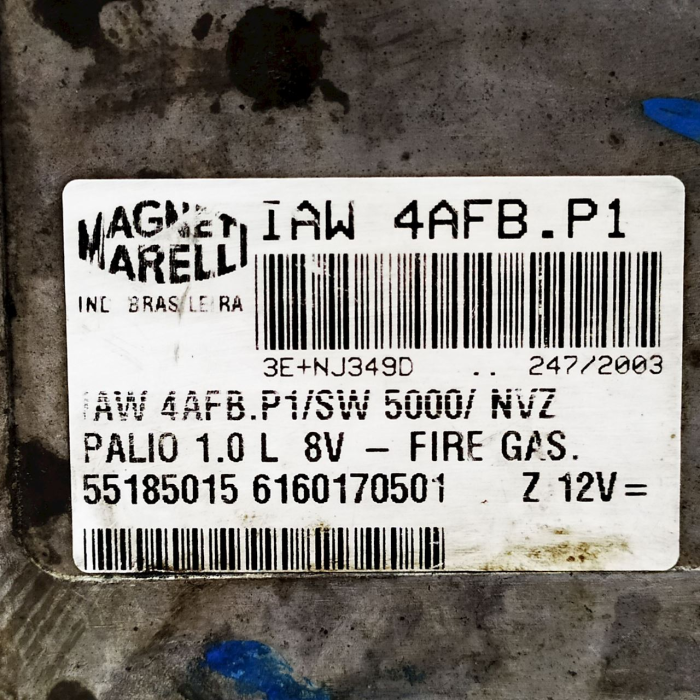 MAGNETI MARELLI
IND BRASILEIRA
IAW 4AFB.P1
3E+NJ349D .. 247/2003
IAW 4AFB.P1/SW 5000/ NVZ
PALIO 1.0 L 8V – FIRE GAS.
55185015 6160170501 Z 12V=